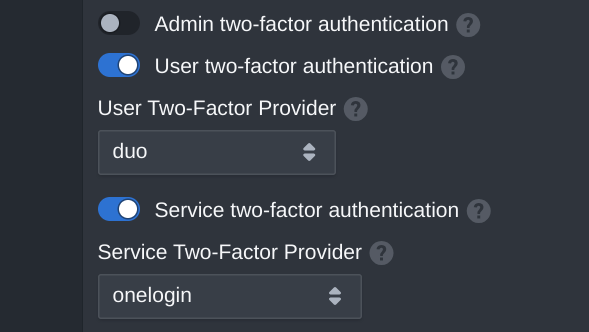 Admin two-factor authentication ?
User two-factor authentication ?
User Two-Factor Provider ?
duo
Service two-factor authentication ?
Service Two-Factor Provider ?
onelogin